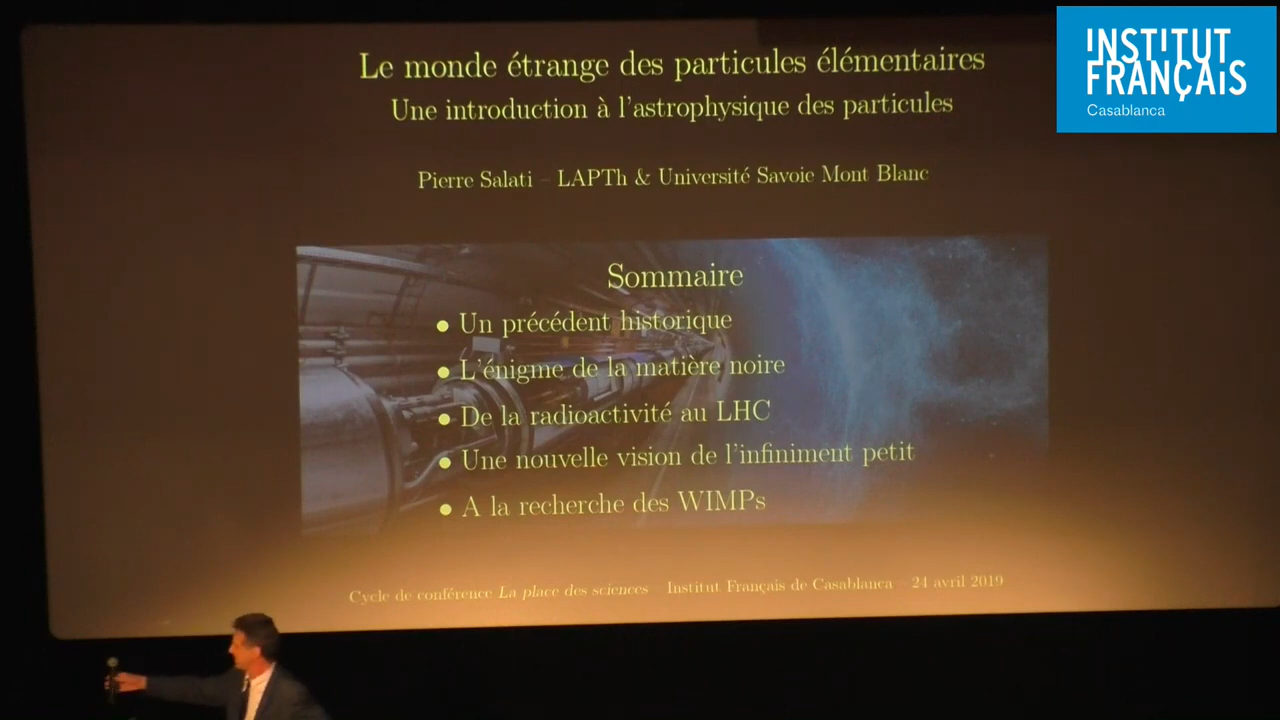 Le monde étrange des particules élémentaires
Une introduction à l'astrophysique des particules
Pierre Salati – LAPTh & Université Savoie Mont Blanc
Sommaire
• Un précédent historique
• L'énigme de la matière noire
• De la radioactivité au LHC
• Une nouvelle vision de l'infiniment petit
• A la recherche des WIMPs
Cycle de conférence La place des sciences – Institut Français de Casablanca – 24 avril 2019
INSTITUT
FRANÇAIS
Casablanca